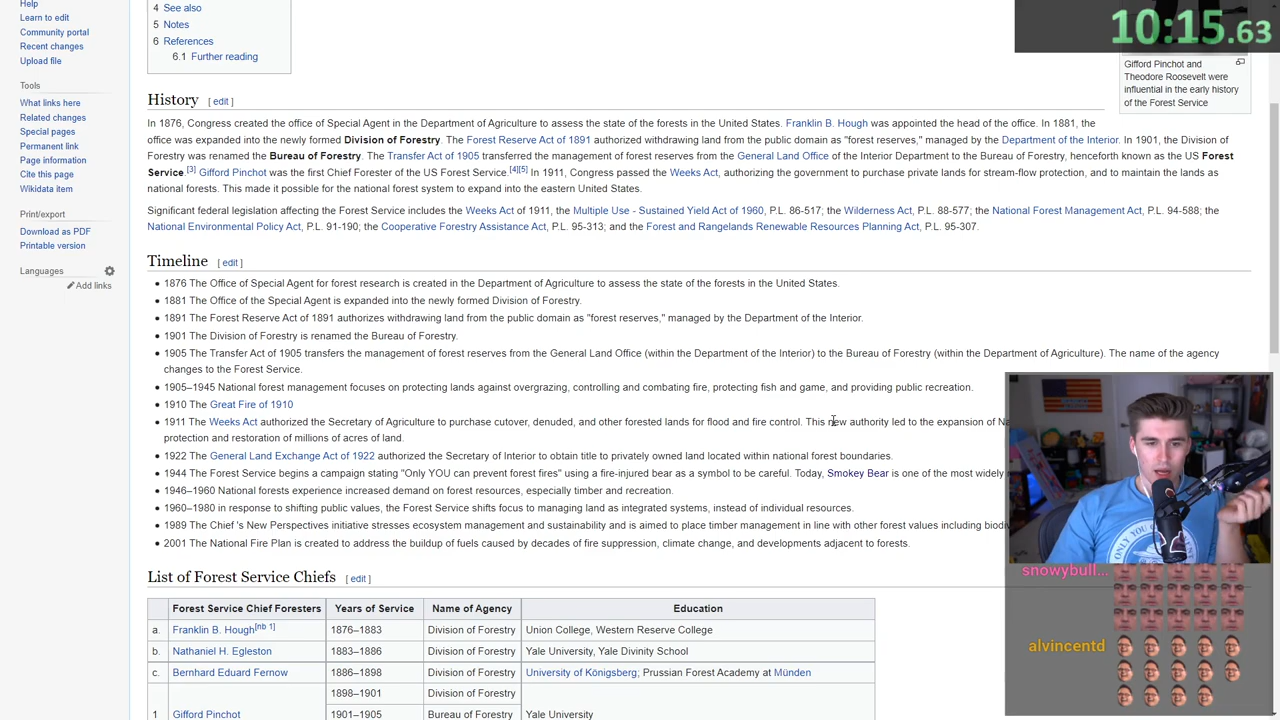 Help
Learn to edit
Community portal
Recent changes
Upload file
Tools
What links here
Related changes
Special pages
Permanent link
Page information
Cite this page
Wikidata item
Print/export
Download as PDF
Printable version
Languages
Add links
4 See also
5 Notes
6 References
6.1 Further reading
10:15.63
Gifford Pinchot and
Theodore Roosevelt were
influential in the early history
of the Forest Service
History [ edit ]
In 1876, Congress created the office of Special Agent in the Department of Agriculture to assess the state of the forests in the United States. Franklin B. Hough was appointed the head of the office. In 1881, the
office was expanded into the newly formed Division of Forestry. The Forest Reserve Act of 1891 authorized withdrawing land from the public domain as "forest reserves," managed by the Department of the Interior. In 1901, the Division of
Forestry was renamed the Bureau of Forestry. The Transfer Act of 1905 transferred the management of forest reserves from the General Land Office of the Interior Department to the Bureau of Forestry, henceforth known as the US Forest
Service.[3] Gifford Pinchot was the first Chief Forester of the US Forest Service.[4][5] In 1911, Congress passed the Weeks Act, authorizing the government to purchase private lands for stream-flow protection, and to maintain the lands as
national forests. This made it possible for the national forest system to expand into the eastern United States.
Significant federal legislation affecting the Forest Service includes the Weeks Act of 1911, the Multiple Use - Sustained Yield Act of 1960, P.L. 86-517; the Wilderness Act, P.L. 88-577; the National Forest Management Act, P.L. 94-588; the
National Environmental Policy Act, P.L. 91-190; the Cooperative Forestry Assistance Act, P.L. 95-313; and the Forest and Rangelands Renewable Resources Planning Act, P.L. 95-307.
Timeline [ edit ]
• 1876 The Office of Special Agent for forest research is created in the Department of Agriculture to assess the state of the forests in the United States.
• 1881 The Office of the Special Agent is expanded into the newly formed Division of Forestry.
• 1891 The Forest Reserve Act of 1891 authorizes withdrawing land from the public domain as "forest reserves," managed by the Department of the Interior.
• 1901 The Division of Forestry is renamed the Bureau of Forestry.
• 1905 The Transfer Act of 1905 transfers the management of forest reserves from the General Land Office (within the Department of the Interior) to the Bureau of Forestry (within the Department of Agriculture). The name of the agency
changes to the Forest Service.
• 1905–1945 National forest management focuses on protecting lands against overgrazing, controlling and combating fire, protecting fish and game, and providing public recreation.
• 1910 The Great Fire of 1910
• 1911 The Weeks Act authorized the Secretary of Agriculture to purchase cutover, denuded, and other forested lands for flood and fire control. This new authority led to the expansion of Na
protection and restoration of millions of acres of land.
• 1922 The General Land Exchange Act of 1922 authorized the Secretary of Interior to obtain title to privately owned land located within national forest boundaries.
• 1944 The Forest Service begins a campaign stating "Only YOU can prevent forest fires" using a fire-injured bear as a symbol to be careful. Today, Smokey Bear is one of the most widely
• 1946–1960 National forests experience increased demand on forest resources, especially timber and recreation.
• 1960–1980 in response to shifting public values, the Forest Service shifts focus to managing land as integrated systems, instead of individual resources.
• 1989 The Chief 's New Perspectives initiative stresses ecosystem management and sustainability and is aimed to place timber management in line with other forest values including biodi
• 2001 The National Fire Plan is created to address the buildup of fuels caused by decades of fire suppression, climate change, and developments adjacent to forests.
List of Forest Service Chiefs [ edit ]
Forest Service Chief Foresters Years of Service Name of Agency Education
a. Franklin B. Hough[nb 1] 1876–1883 Division of Forestry Union College, Western Reserve College
b. Nathaniel H. Egleston 1883–1886 Division of Forestry Yale University, Yale Divinity School
c. Bernhard Eduard Fernow 1886–1898 Division of Forestry University of Königsberg; Prussian Forest Academy at Münden
1898–1901 Division of Forestry
1 Gifford Pinchot 1901–1905 Bureau of Forestry Yale University
ONLY YOU
snowybull...
alvincentd